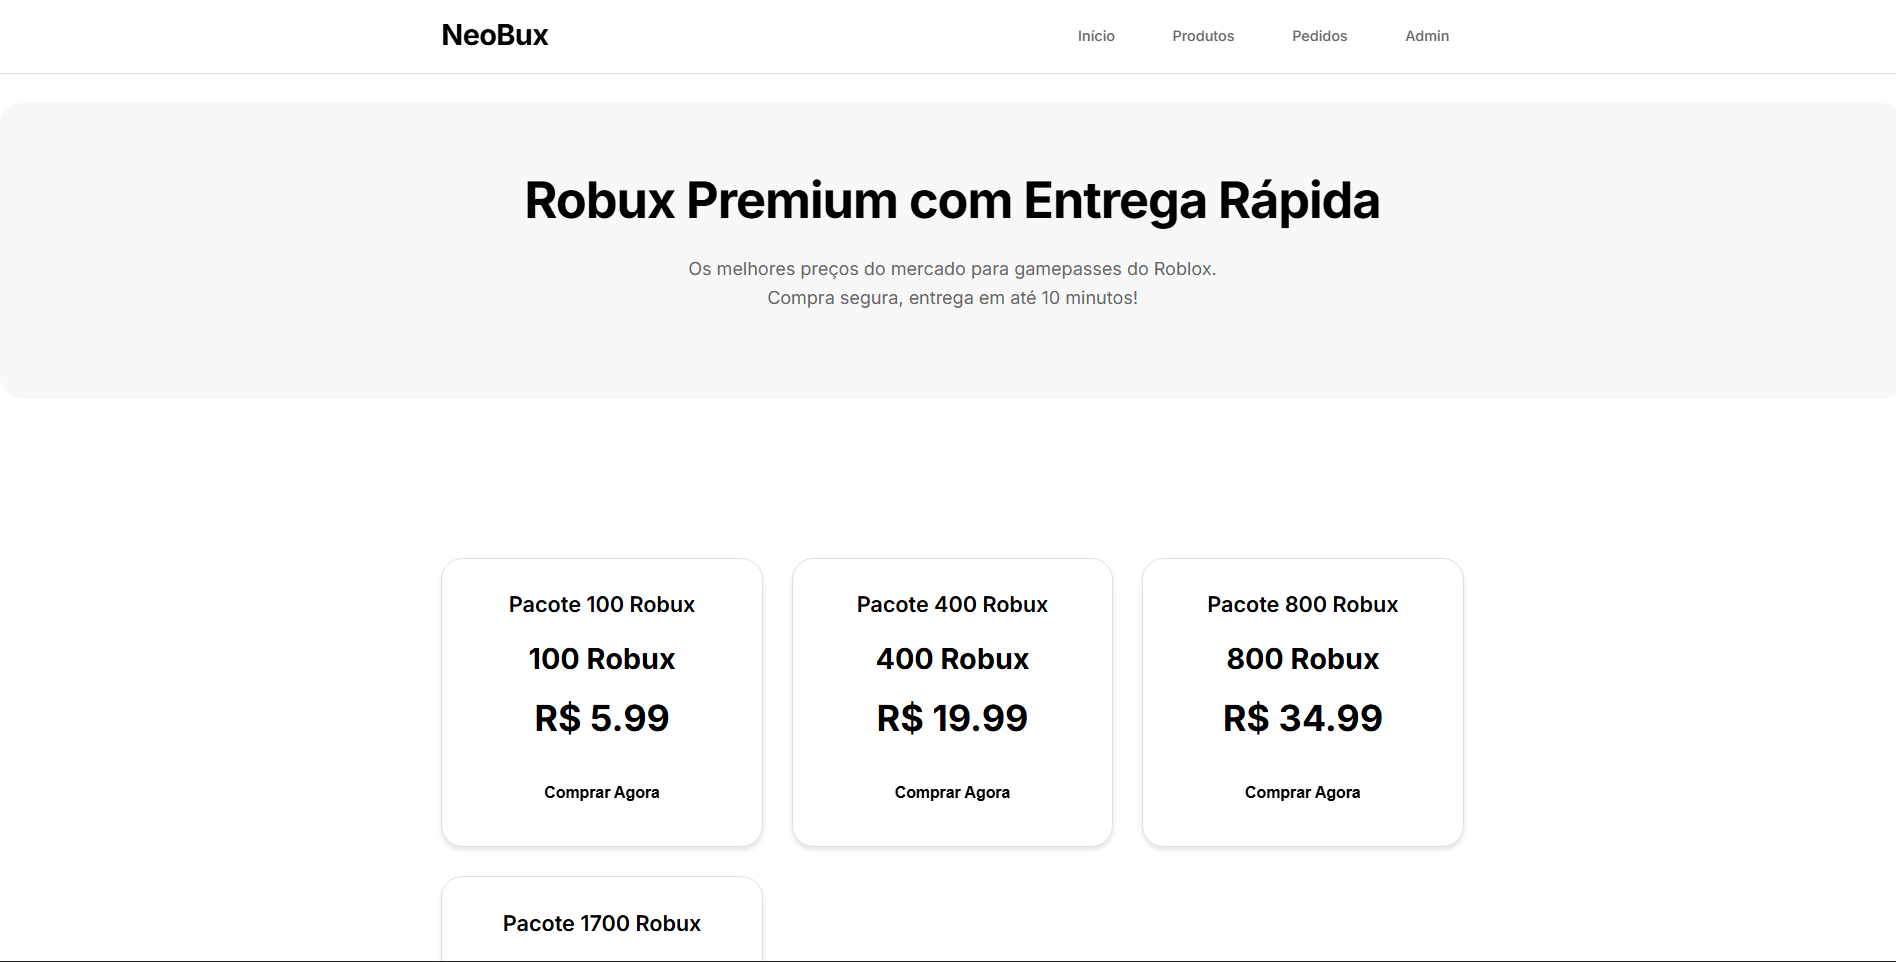 NeoBux
Início Produtos Pedidos Admin
Robux Premium com Entrega Rápida
Os melhores preços do mercado para gamepasses do Roblox.
Compra segura, entrega em até 10 minutos!
Pacote 100 Robux
100 Robux
R$ 5.99
Comprar Agora
Pacote 400 Robux
400 Robux
R$ 19.99
Comprar Agora
Pacote 800 Robux
800 Robux
R$ 34.99
Comprar Agora
Pacote 1700 Robux